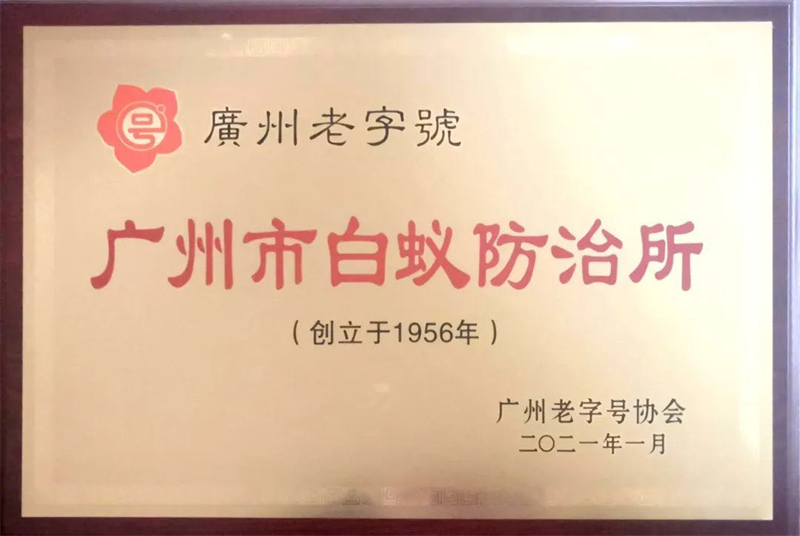 号
廣州老字號
广州市白蚁防治所
（创立于1956年）
广州老字号协会
二〇二一年一月